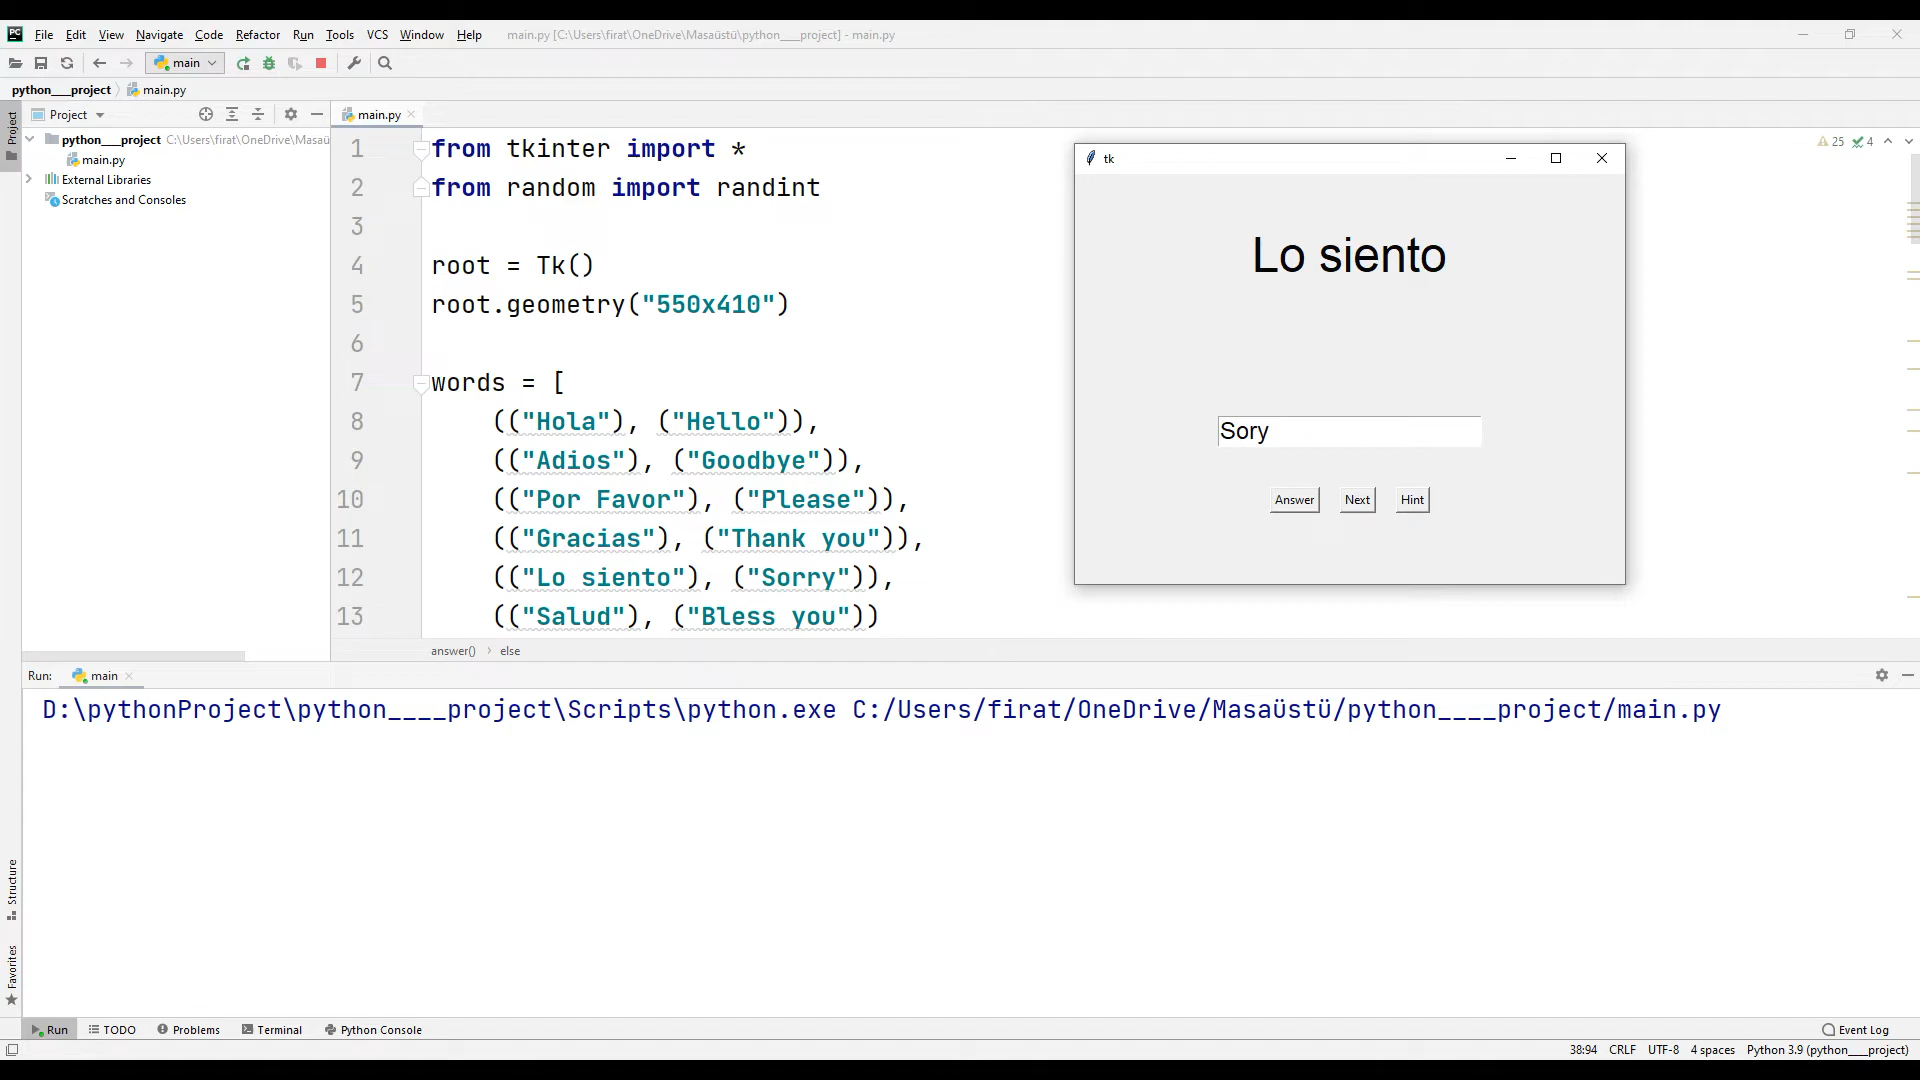 File Edit View Navigate Code Refactor Run Tools VCS Window Help main.py [C:\Users\firat\OneDrive\Masaüstü\python___project] - main.py
main
python___project main.py
Project main.py
python___project C:\Users\firat\OneDrive\Masaü
main.py
External Libraries
Scratches and Consoles
Project
Structure
Favorites
1 from tkinter import *
2 from random import randint
3
4 root = Tk()
5 root.geometry("550x410")
6
7 words = [
8 (("Hola"), ("Hello")),
9 (("Adios"), ("Goodbye")),
10 (("Por Favor"), ("Please")),
11 (("Gracias"), ("Thank you")),
12 (("Lo siento"), ("Sorry")),
13 (("Salud"), ("Bless you"))
answer() else
25 4
tk
Lo siento
Sory
Answer Next Hint
Run: main
D:\pythonProject\python____project\Scripts\python.exe C:/Users/firat/OneDrive/Masaüstü/python____project/main.py
Run TODO Problems Terminal Python Console Event Log
38:94 CRLF UTF-8 4 spaces Python 3.9 (python___project)